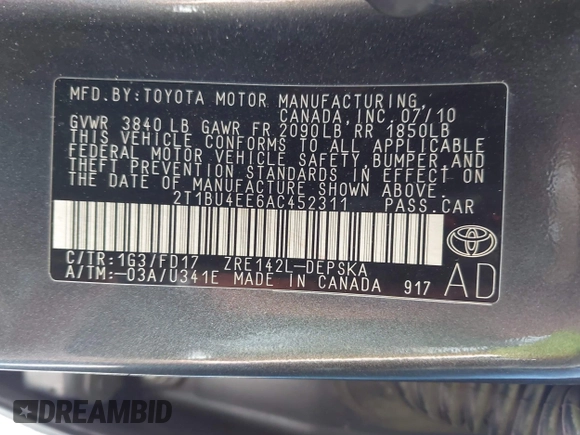 MFD.BY:TOYOTA MOTOR MANUFACTURING,
CANADA,INC. 07/10
GVWR 3840 LB GAWR FR 2090LB RR 1850LB
THIS VEHICLE CONFORMS TO ALL APPLICABLE
FEDERAL MOTOR VEHICLE SAFETY, BUMPER,AND
THEFT PREVENTION STANDARDS IN EFFECT ON
THE DATE OF MANUFACTURE SHOWN ABOVE.
2T1BU4EE6AC452311 PASS.CAR
C/TR:1G3/FD17 ZRE142L-DEPSKA
A/TM:-03A/U341E MADE IN CANADA 917
AD
DREAMBID